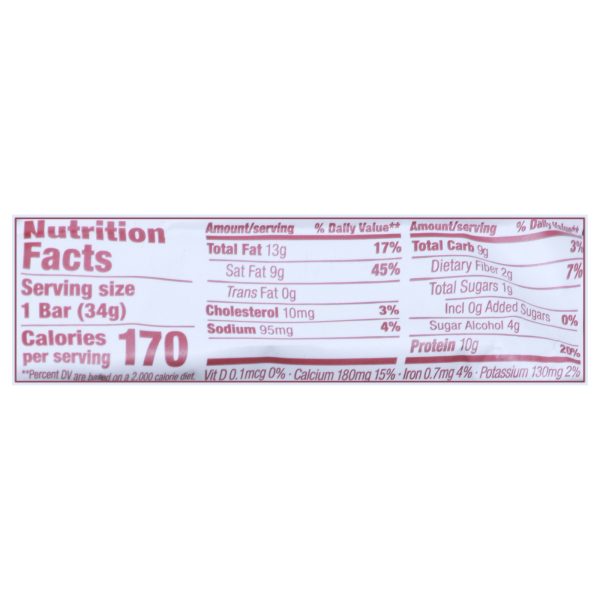 Nutrition
Facts
Serving size
1 Bar (34g)
Calories
per serving 170
**Percent DV are based on a 2,000 calorie diet.
Amount/serving % Daily Value**
Total Fat 13g 17%
Sat Fat 9g 45%
Trans Fat 0g
Cholesterol 10mg 3%
Sodium 95mg 4%
Amount/serving % Daily Value**
Total Carb 9g 3%
Dietary Fiber 2g 7%
Total Sugars 1g
Incl 0g Added Sugars 0%
Sugar Alcohol 4g
Protein 10g 20%
Vit D 0.1mcg 0% · Calcium 180mg 15% · Iron 0.7mg 4% · Potassium 130mg 2%